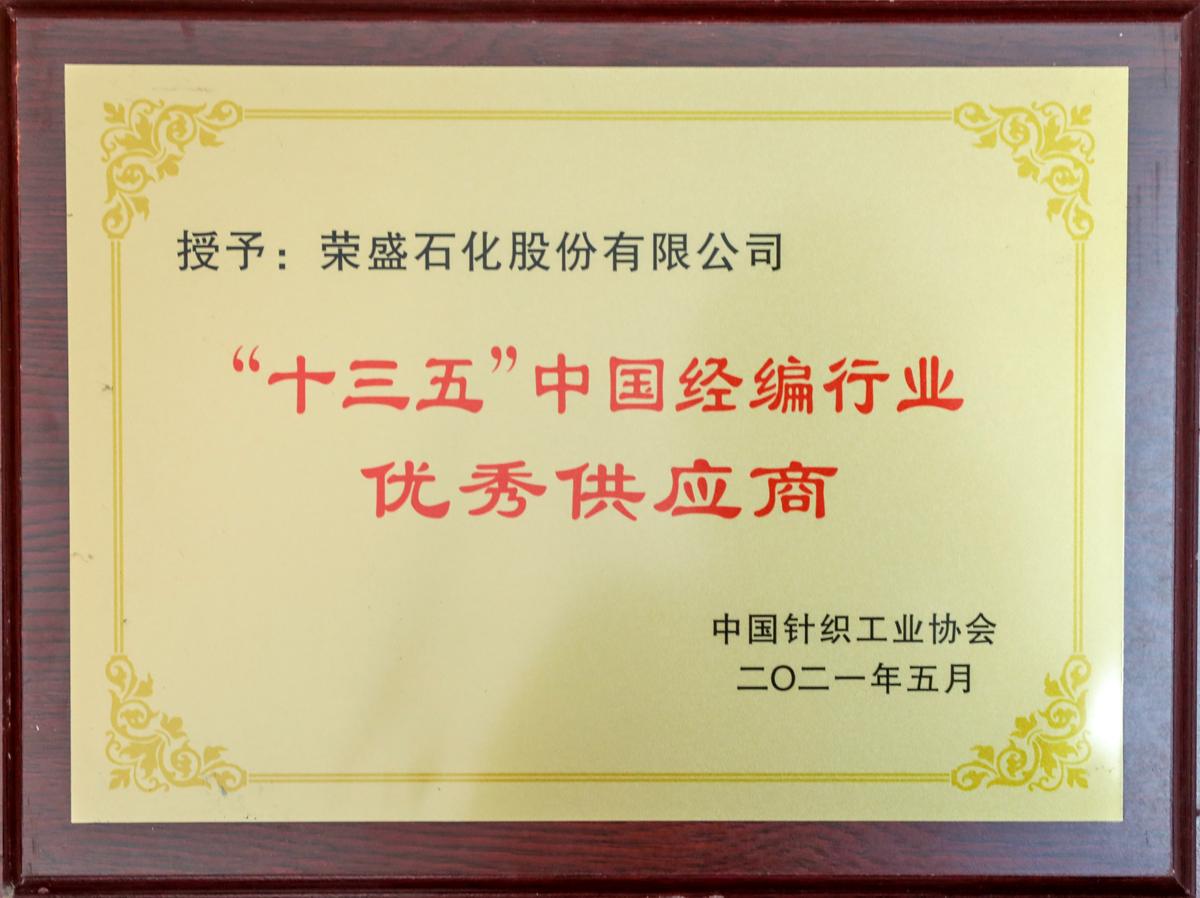 授予：荣盛石化股份有限公司
“十三五”中国经编行业
优秀供应商
中国针织工业协会
二〇二一年五月